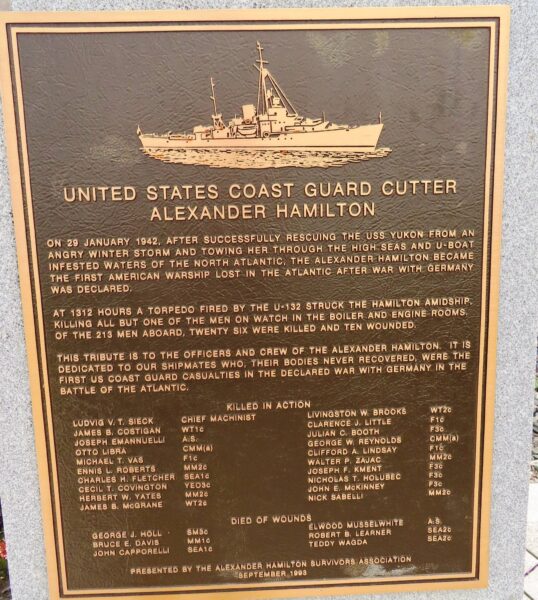 UNITED STATES COAST GUARD CUTTER
ALEXANDER HAMILTON
ON 29 JANUARY 1942, AFTER SUCCESSFULLY RESCUING THE USS YUKON FROM AN
ANGRY WINTER STORM AND TOWING HER THROUGH THE HIGH SEAS AND U-BOAT
INFESTED WATERS OF THE NORTH ATLANTIC, THE ALEXANDER HAMILTON BECAME
THE FIRST AMERICAN WARSHIP LOST IN THE ATLANTIC AFTER WAR WITH GERMANY
WAS DECLARED.
AT 1312 HOURS A TORPEDO FIRED BY THE U-132 STRUCK THE HAMILTON AMIDSHIP,
KILLING ALL BUT ONE OF THE MEN ON WATCH IN THE BOILER AND ENGINE ROOMS.
OF THE 213 MEN ABOARD, TWENTY SIX WERE KILLED AND TEN WOUNDED.
THIS TRIBUTE IS TO THE OFFICERS AND CREW OF THE ALEXANDER HAMILTON. IT IS
DEDICATED TO OUR SHIPMATES WHO, THEIR BODIES NEVER RECOVERED, WERE THE
FIRST US COAST GUARD CASUALTIES IN THE DECLARED WAR WITH GERMANY IN THE
BATTLE OF THE ATLANTIC.
KILLED IN ACTION
LUDVIG V. T. SIECK CHIEF MACHINIST
JAMES B. COSTIGAN WT1c
JOSEPH EMANNUELLI A.S.
OTTO LIBRA CMM(a)
MICHAEL T. VAS F1c
ENNIS L. ROBERTS MM2c
CHARLES H. FLETCHER SEA1c
CECIL T. COVINGTON YEO3c
HERBERT W. YATES MM2c
JAMES B. McGRANE WT2c
LIVINGSTON W. BROOKS WT2c
CLARENCE J. LITTLE F1c
JULIAN C. BOOTH F3c
GEORGE W. REYNOLDS CMM(a)
CLIFFORD A. LINDSAY F1c
WALTER P. ZAJAC MM2c
JOSEPH F. KMENT F3c
NICHOLAS T. HOLUBEC F3c
JOHN E. McKINNEY F3c
NICK SABELLI MM2c
DIED OF WOUNDS
GEORGE J. HOLL SM3c
BRUCE E. DAVIS MM1c
JOHN CAPPORELLI SEA1c
ELWOOD MUSSELWHITE A.S.
ROBERT B. LEARNER SEA2c
TEDDY WAGDA SEA2c
PRESENTED BY THE ALEXANDER HAMILTON SURVIVORS ASSOCIATION
SEPTEMBER 1993